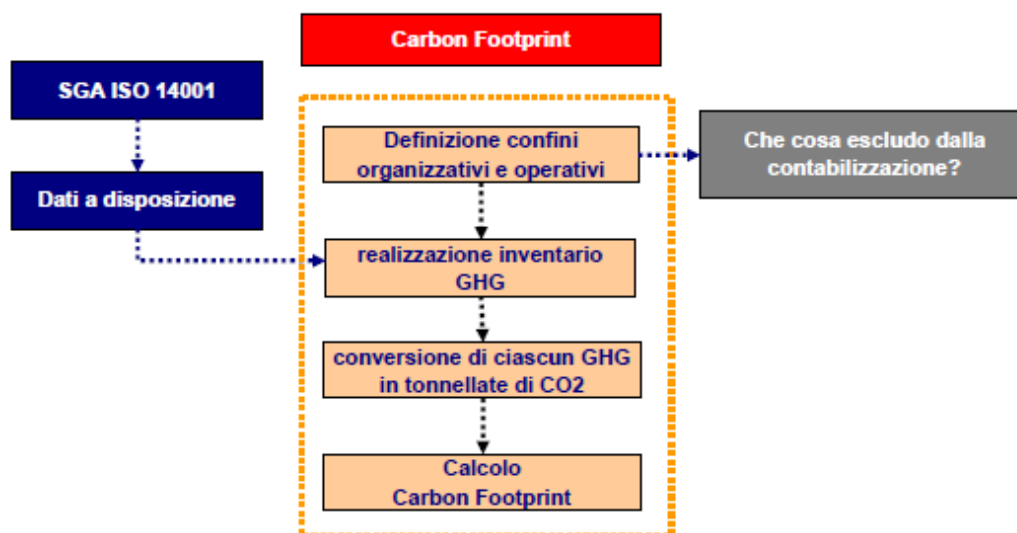 Carbon Footprint
SGA ISO 14001
Dati a disposizione
Definizione confini
organizzativi e operativi
Che cosa escludo dalla
contabilizzazione?
realizzazione inventario
GHG
conversione di ciascun GHG
in tonnellate di CO2
Calcolo
Carbon Footprint